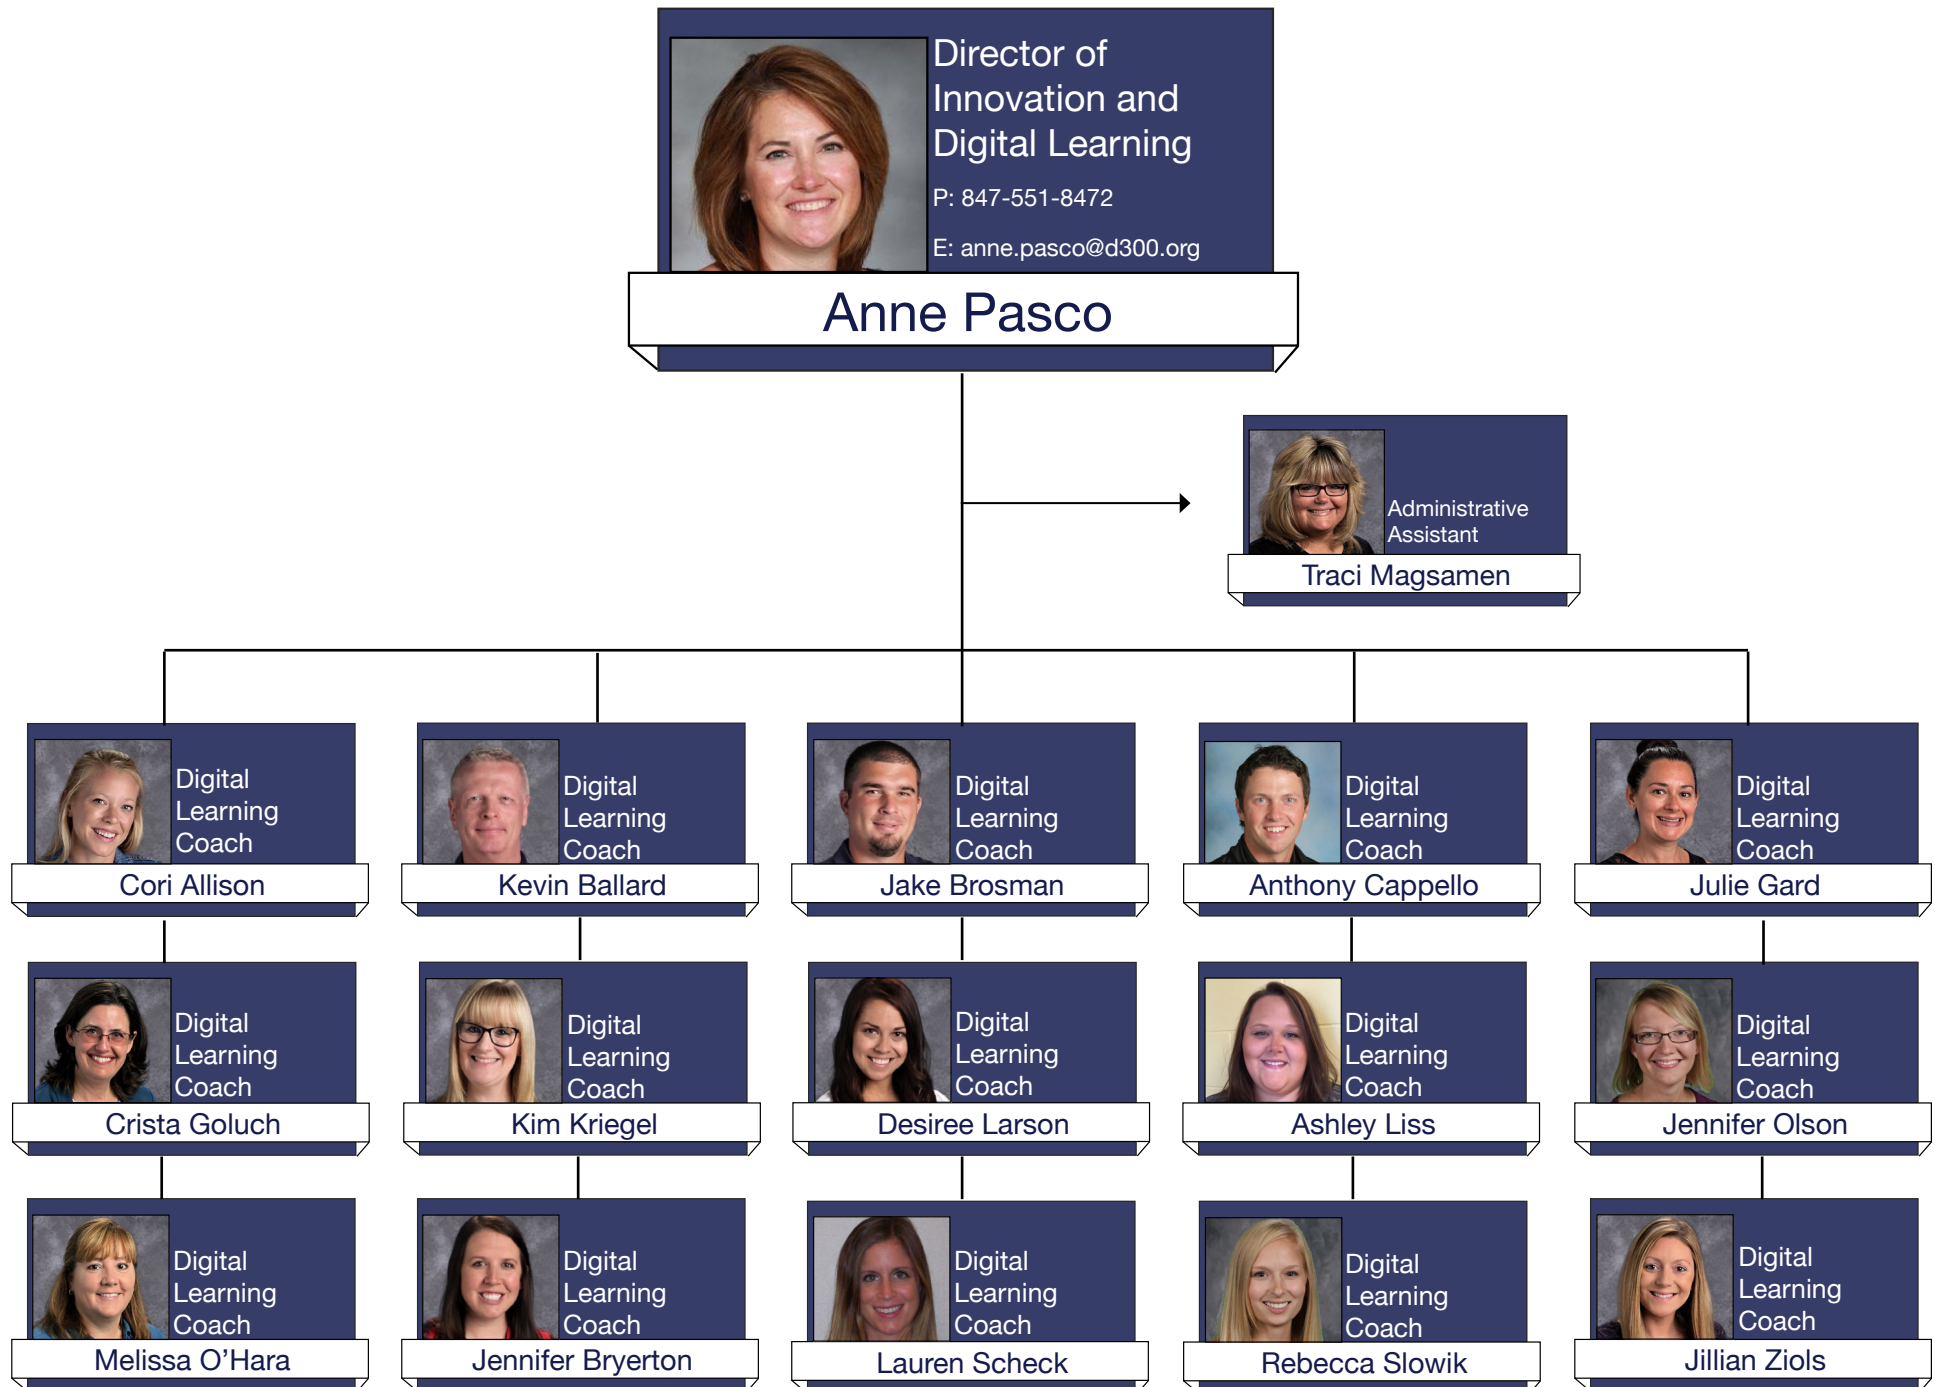 Director of
Innovation and
Digital Learning
P: 847-551-8472
E: anne.pasco@d300.org
Anne Pasco
Administrative
Assistant
Traci Magsamen
Digital
Learning
Coach
Cori Allison
Digital
Learning
Coach
Kevin Ballard
Digital
Learning
Coach
Jake Brosman
Digital
Learning
Coach
Anthony Cappello
Digital
Learning
Coach
Julie Gard
Digital
Learning
Coach
Crista Goluch
Digital
Learning
Coach
Kim Kriegel
Digital
Learning
Coach
Desiree Larson
Digital
Learning
Coach
Ashley Liss
Digital
Learning
Coach
Jennifer Olson
Digital
Learning
Coach
Melissa O’Hara
Digital
Learning
Coach
Jennifer Bryerton
Digital
Learning
Coach
Lauren Scheck
Digital
Learning
Coach
Rebecca Slowik
Digital
Learning
Coach
Jillian Ziols